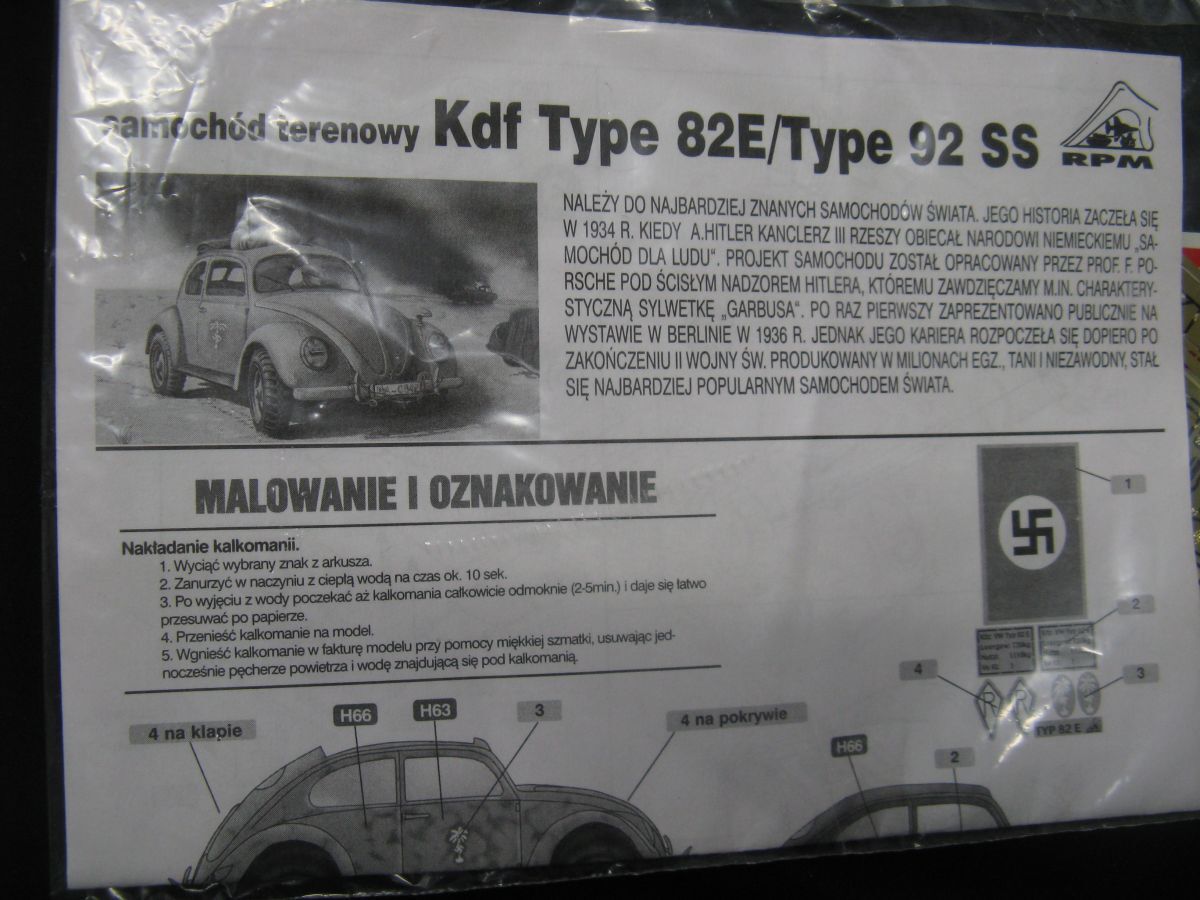 samochód terenowy Kdf Type 82E/Type 92 SS
RPM
NALEŻY DO NAJBARDZIEJ ZNANYCH SAMOCHODÓW ŚWIATA. JEGO HISTORIA ZACZEŁA SIĘ
W 1934 R. KIEDY A.HITLER KANCLERZ III RZESZY OBIECAŁ NARODOWI NIEMIECKIEMU „SA-
MOCHÓD DLA LUDU". PROJEKT SAMOCHODU ZOSTAŁ OPRACOWANY PRZEZ PROF. F. PO-
RSCHE POD ŚCISŁYM NADZOREM HITLERA, KTÓREMU ZAWDZIĘCZAMY M.IN. CHARAKTERY-
STYCZNĄ SYLWETKĘ „GARBUSA". PO RAZ PIERWSZY ZAPREZENTOWANO PUBLICZNIE NA
WYSTAWIE W BERLINIE W 1936 R. JEDNAK JEGO KARIERA ROZPOCZEŁA SIĘ DOPIERO PO
ZAKOŃCZENIU II WOJNY ŚW. PRODUKOWANY W MILIONACH EGZ., TANI I NIEZAWODNY, STAŁ
SIĘ NAJBARDZIEJ POPULARNYM SAMOCHODEM ŚWIATA.
MALOWANIE I OZNAKOWANIE
Nakładanie kalkomanii.
1. Wyciąć wybrany znak z arkusza.
2. Zanurzyć w naczyniu z ciepłą wodą na czas ok. 10 sek.
3. Po wyjęciu z wody poczekać aż kalkomania całkowicie odmoknie (2-5min.) i daje się łatwo
przesuwać po papierze.
4. Przenieść kalkomanie na model.
5. Wgnieść kalkomanie w fakturę modelu przy pomocy miękkiej szmatki, usuwając jed-
nocześnie pęcherze powietrza i wodę znajdującą się pod kalkomanią.
1
2
4
3
R R
TYP 82 E
4 na klapie
H66
H63
3
4 na pokrywie
H66
2